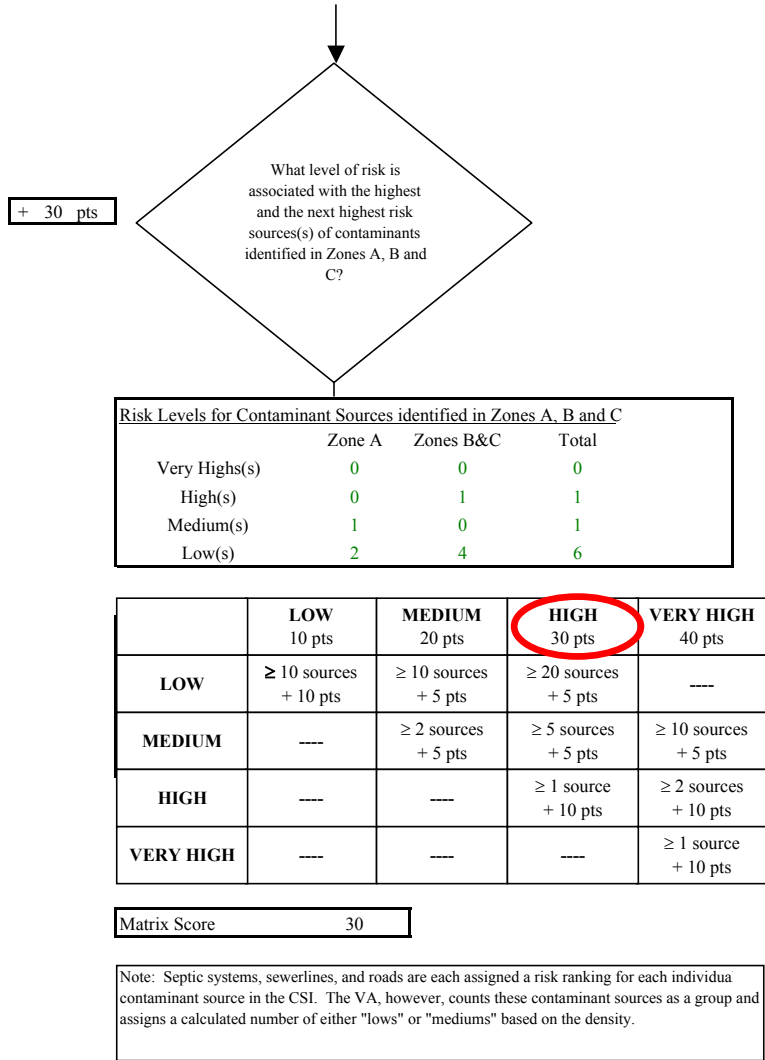 What level of risk is
associated with the highest
and the next highest risk
sources(s) of contaminants
identified in Zones A, B and
C?
+ 30 pts
Risk Levels for Contaminant Sources identified in Zones A, B and C
Zone A Zones B&C Total
Very Highs(s) 0 0 0
High(s) 0 1 1
Medium(s) 1 0 1
Low(s) 2 4 6
LOW MEDIUM HIGH VERY HIGH
10 pts 20 pts 30 pts 40 pts
LOW ≥ 10 sources ≥ 10 sources ≥ 20 sources ----
+ 10 pts + 5 pts + 5 pts
MEDIUM ---- ≥ 2 sources ≥ 5 sources ≥ 10 sources
+ 5 pts + 5 pts + 5 pts
HIGH ---- ---- ≥ 1 source ≥ 2 sources
+ 10 pts + 10 pts
VERY HIGH ---- ---- ---- ≥ 1 source
+ 10 pts
Matrix Score 30
Note: Septic systems, sewerlines, and roads are each assigned a risk ranking for each individua
contaminant source in the CSI. The VA, however, counts these contaminant sources as a group and
assigns a calculated number of either "lows" or "mediums" based on the density.